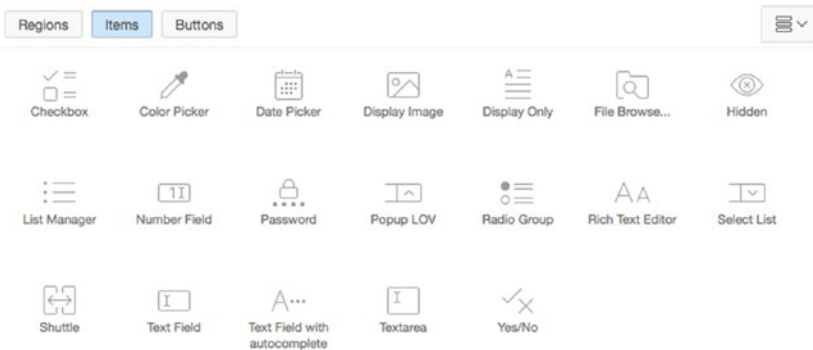 Regions Items Buttons
Checkbox Color Picker Date Picker Display Image Display Only File Browse... Hidden
List Manager Number Field Password Popup LOV Radio Group Rich Text Editor Select List
Shuttle Text Field Text Field with autocomplete Textarea Yes/No